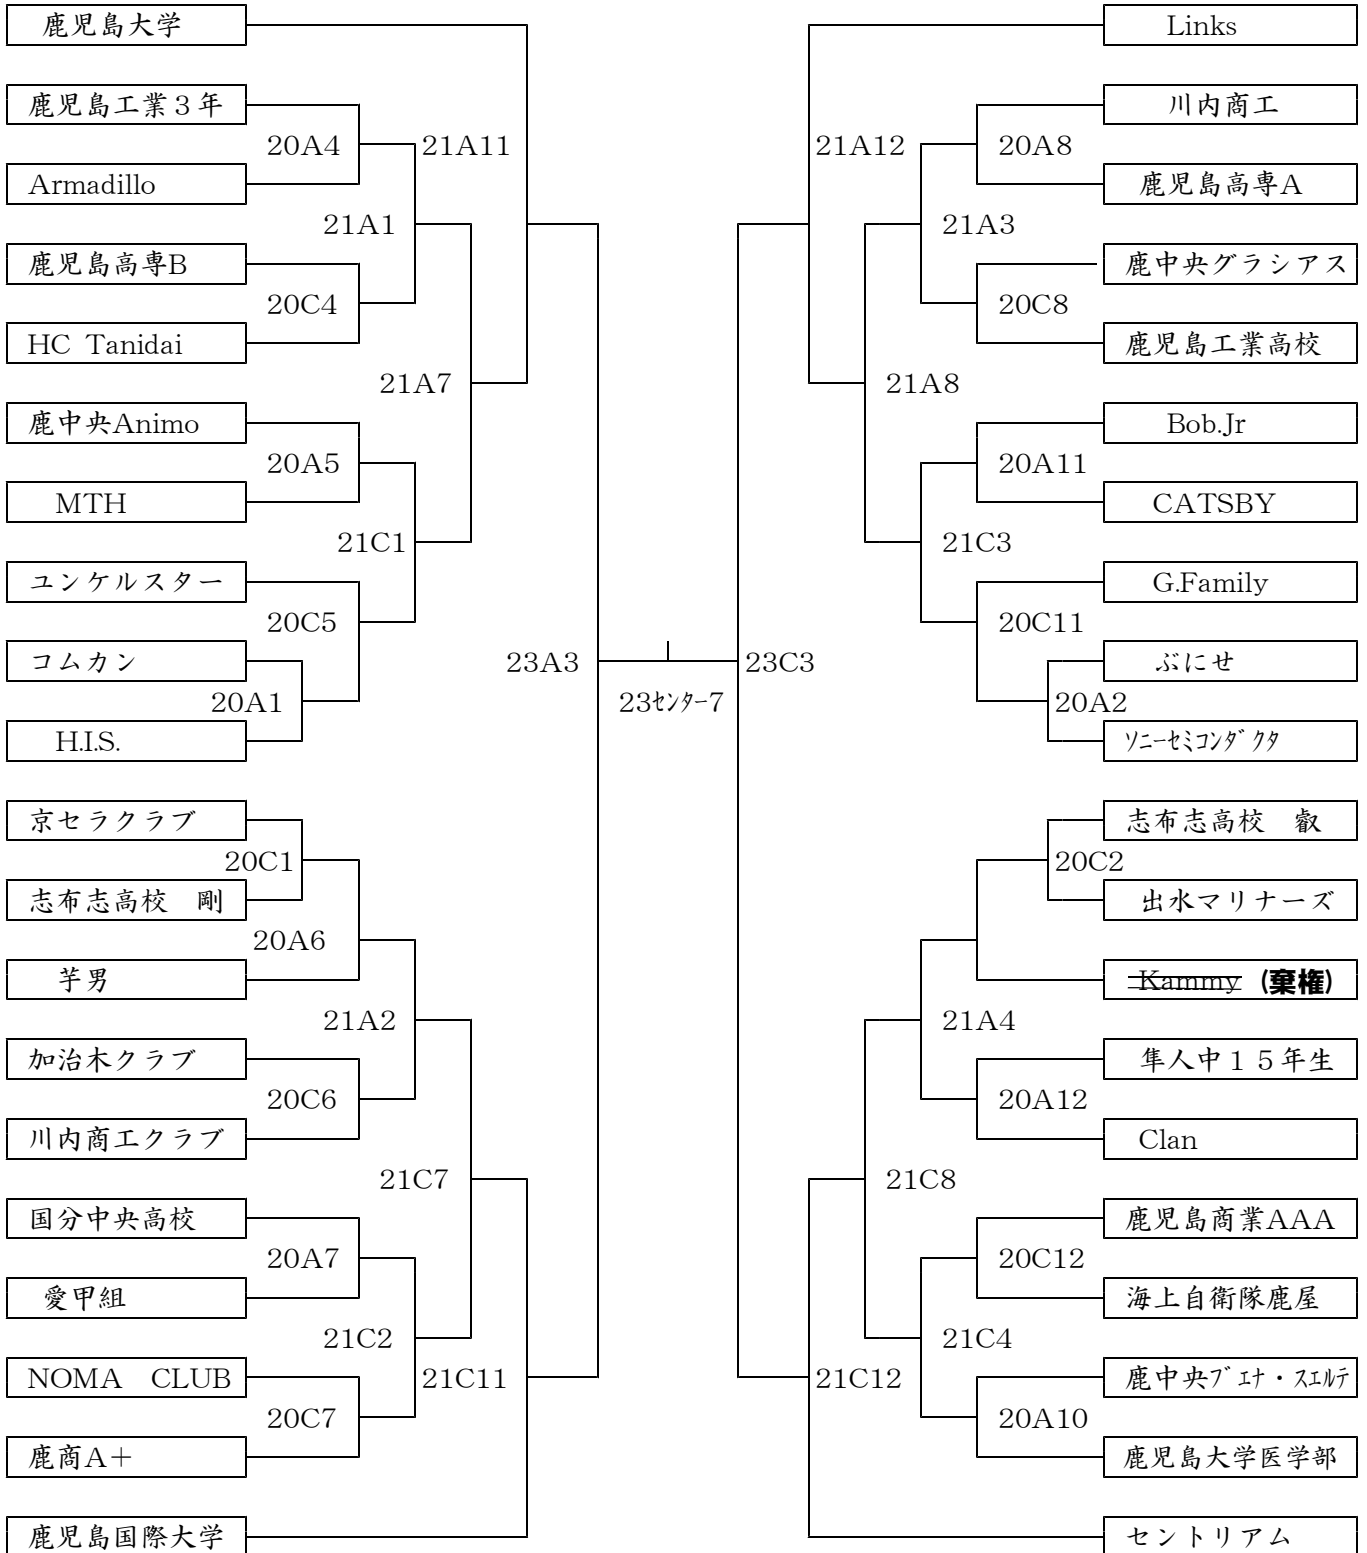 鹿児島大学
鹿児島工業３年
20A4
21A11
Armadillo
21A1
鹿児島高専B
20C4
HC Tanidai
21A7
鹿中央Animo
20A5
MTH
21C1
ユンケルスター
20C5
コムカン
23A3
20A1
H.I.S.
京セラクラブ
20C1
志布志高校　剛
20A6
芋男
21A2
加治木クラブ
20C6
川内商工クラブ
21C7
国分中央高校
20A7
愛甲組
21C2
NOMA　CLUB
21C11
20C7
鹿商A＋
鹿児島国際大学
23ｾﾝﾀｰ7
Links
川内商工
21A12
20A8
鹿児島高専A
21A3
鹿中央グラシアス
20C8
鹿児島工業高校
21A8
Bob.Jr
20A11
CATSBY
21C3
G.Family
20C11
23C3
ぶにせ
20A2
ｿﾆｰｾﾐｺﾝﾀﾞｸﾀ
志布志高校　叡
20C2
出水マリナーズ
Kammy (棄権)
21A4
隼人中１５年生
20A12
Clan
21C8
鹿児島商業AAA
20C12
海上自衛隊鹿屋
21C4
21C12
鹿中央ﾌﾞｴﾅ・ｽｴﾙﾃ
20A10
鹿児島大学医学部
セントリアム